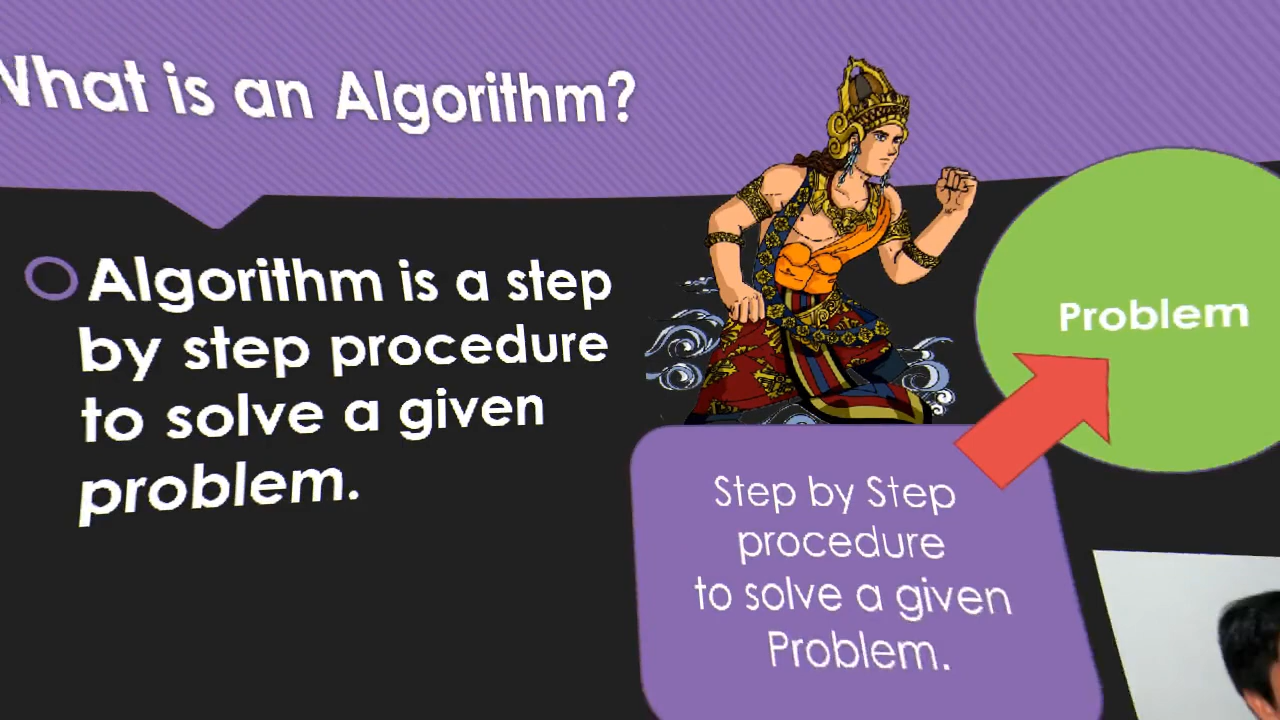 What is an Algorithm?
Algorithm is a step
by step procedure
to solve a given
problem.
Problem
Step by Step
procedure
to solve a given
Problem.